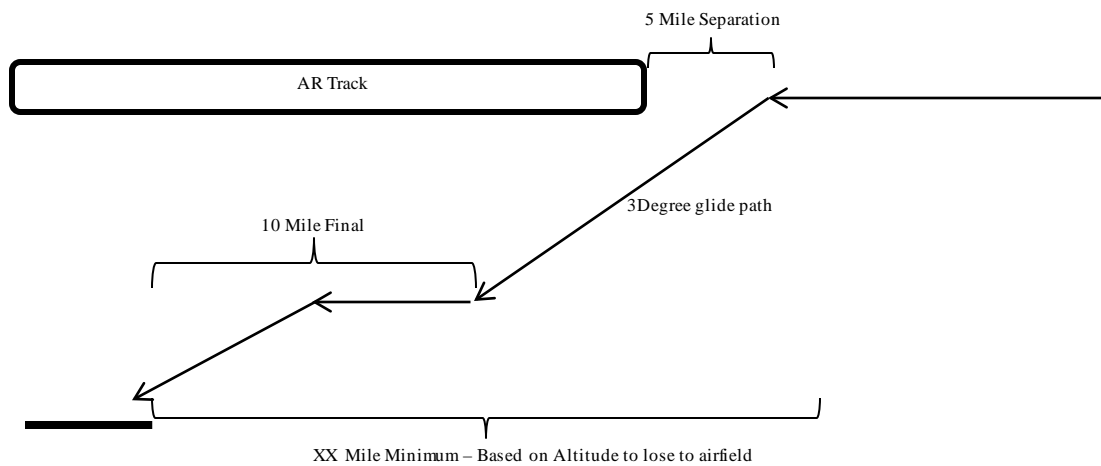 5 Mile Separation
AR Track
3Degree glide path
10 Mile Final
XX Mile Minimum – Based on Altitude to lose to airfield